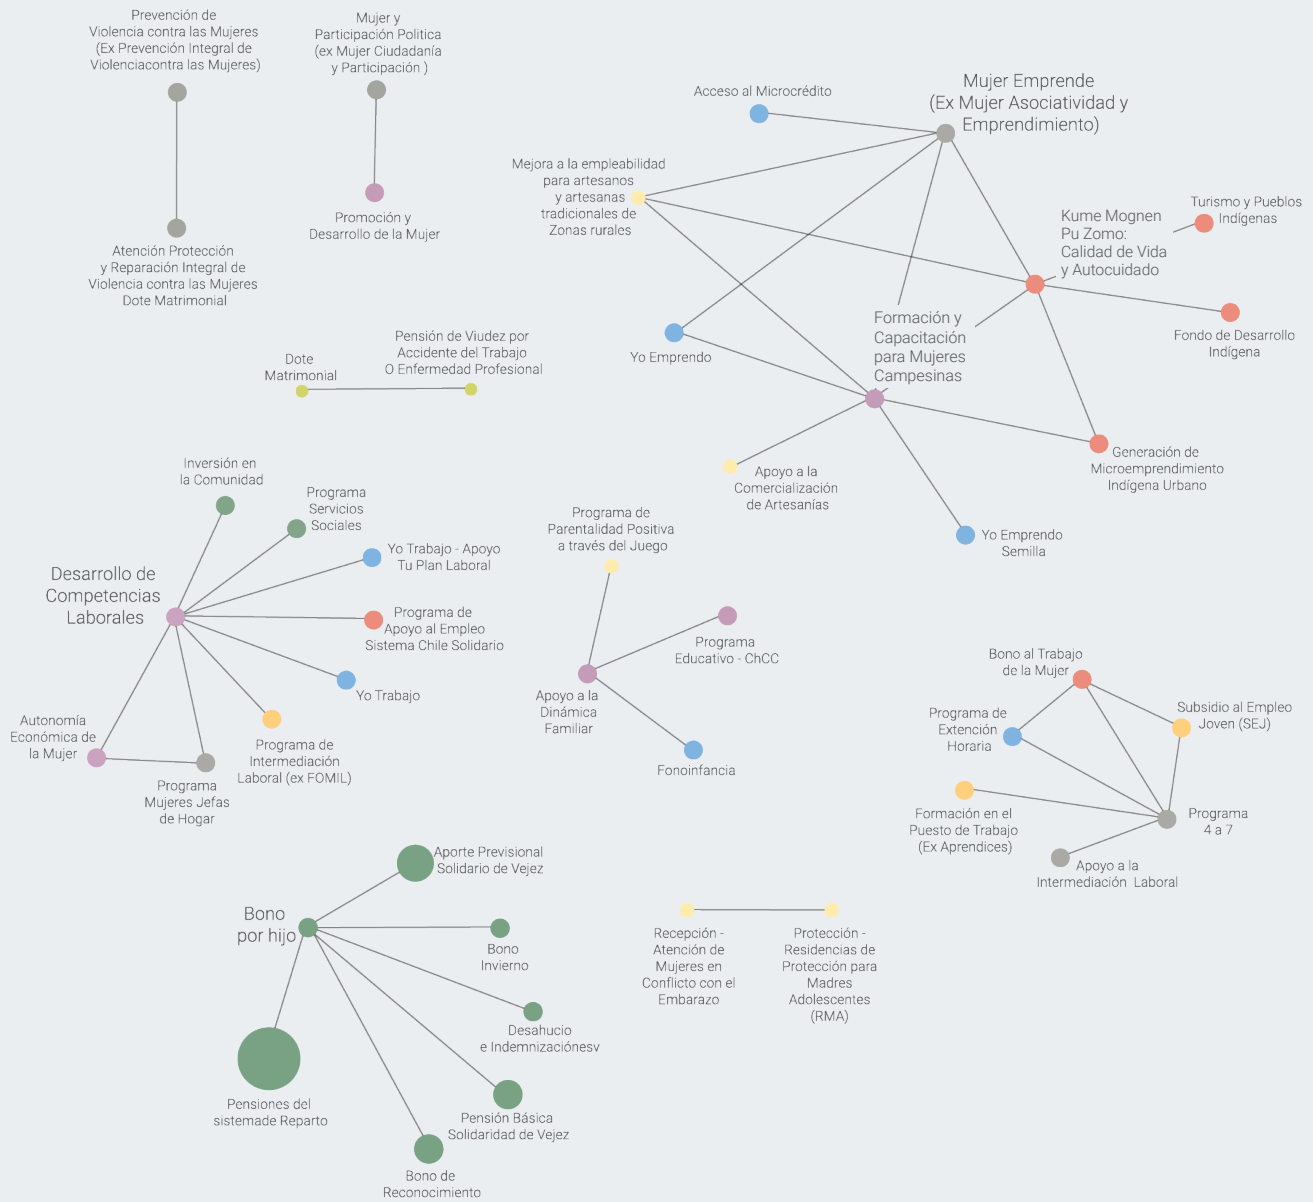 Prevención de
Violencia contra las Mujeres
(Ex Prevención Integral de
Violenciacontra las Mujeres)
Mujer y
Participación Politica
(ex Mujer Ciudadanía
y Participación )
Atención Protección
y Reparación Integral de
Violencia contra las Mujeres
Dote Matrimonial
Promoción y
Desarrollo de la Mujer
Acceso al Microcrédito
Mujer Emprende
(Ex Mujer Asociatividad y
Emprendimiento)
Mejora a la empleabilidad
para artesanos
y artesanas
tradicionales de
Zonas rurales
Kume Mognen
Pu Zomo:
Calidad de Vida
y Autocuidado
Turismo y Pueblos
Indígenas
Fondo de Desarrollo
Indígena
Yo Emprendo
Formación y
Capacitación
para Mujeres
Campesinas
Generación de
Microemprendimiento
Indígena Urbano
Apoyo a la
Comercialización
de Artesanías
Yo Emprendo
Semilla
Dote
Matrimonial
Pensión de Viudez por
Accidente del Trabajo
O Enfermedad Profesional
Inversión en
la Comunidad
Programa
Servicios
Sociales
Yo Trabajo - Apoyo
Tu Plan Laboral
Desarrollo de
Competencias
Laborales
Programa de
Apoyo al Empleo
Sistema Chile Solidario
Yo Trabajo
Autonomía
Económica de
la Mujer
Programa
Mujeres Jefas
de Hogar
Programa de
Intermediación
Laboral (ex FOMIL)
Programa de
Parentalidad Positiva
a través del Juego
Programa
Educativo - ChCC
Apoyo a la
Dinámica
Familiar
Fonoinfancia
Bono al Trabajo
de la Mujer
Programa de
Extención
Horaria
Subsidio al Empleo
Joven (SEJ)
Formación en el
Puesto de Trabajo
(Ex Aprendices)
Programa
4 a 7
Apoyo a la
Intermediación Laboral
Aporte Previsional
Solidario de Vejez
Bono
por hijo
Bono
Invierno
Desahucio
e Indemnizaciónesv
Pensiones del
sistemade Reparto
Pensión Básica
Solidaridad de Vejez
Bono de
Reconocimiento
Recepción -
Atención de
Mujeres en
Conflicto con el
Embarazo
Protección -
Residencias de
Protección para
Madres
Adolescentes
(RMA)